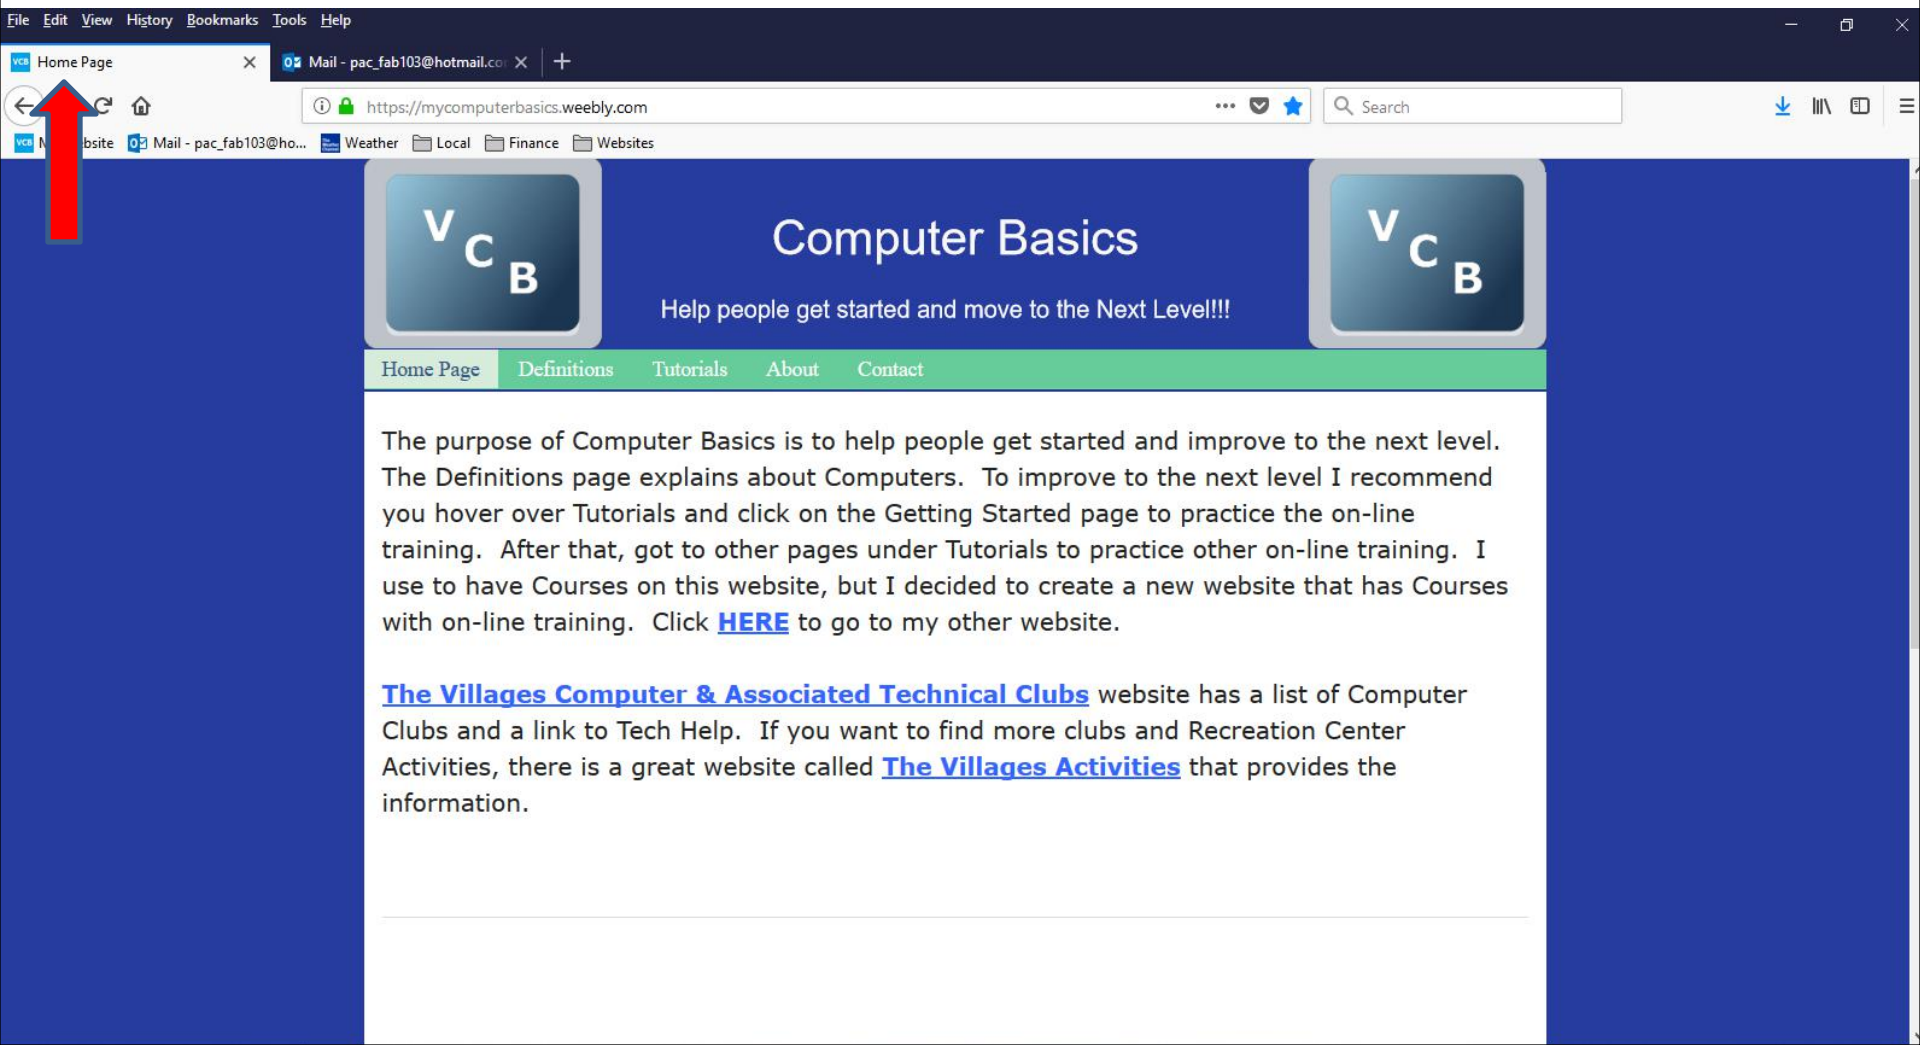 File Edit View History Bookmarks Tools Help
VCB Home Page Mail - pac_fab103@hotmail.co
https://mycomputerbasics.weebly.com Search
VCB Mail - pac_fab103@ho... Weather Local Finance Websites
V C B
Computer Basics
Help people get started and move to the Next Level!!!
V C B
Home Page Definitions Tutorials About Contact
The purpose of Computer Basics is to help people get started and improve to the next level.
The Definitions page explains about Computers. To improve to the next level I recommend
you hover over Tutorials and click on the Getting Started page to practice the on-line
training. After that, got to other pages under Tutorials to practice other on-line training. I
use to have Courses on this website, but I decided to create a new website that has Courses
with on-line training. Click HERE to go to my other website.
The Villages Computer & Associated Technical Clubs website has a list of Computer
Clubs and a link to Tech Help. If you want to find more clubs and Recreation Center
Activities, there is a great website called The Villages Activities that provides the
information.